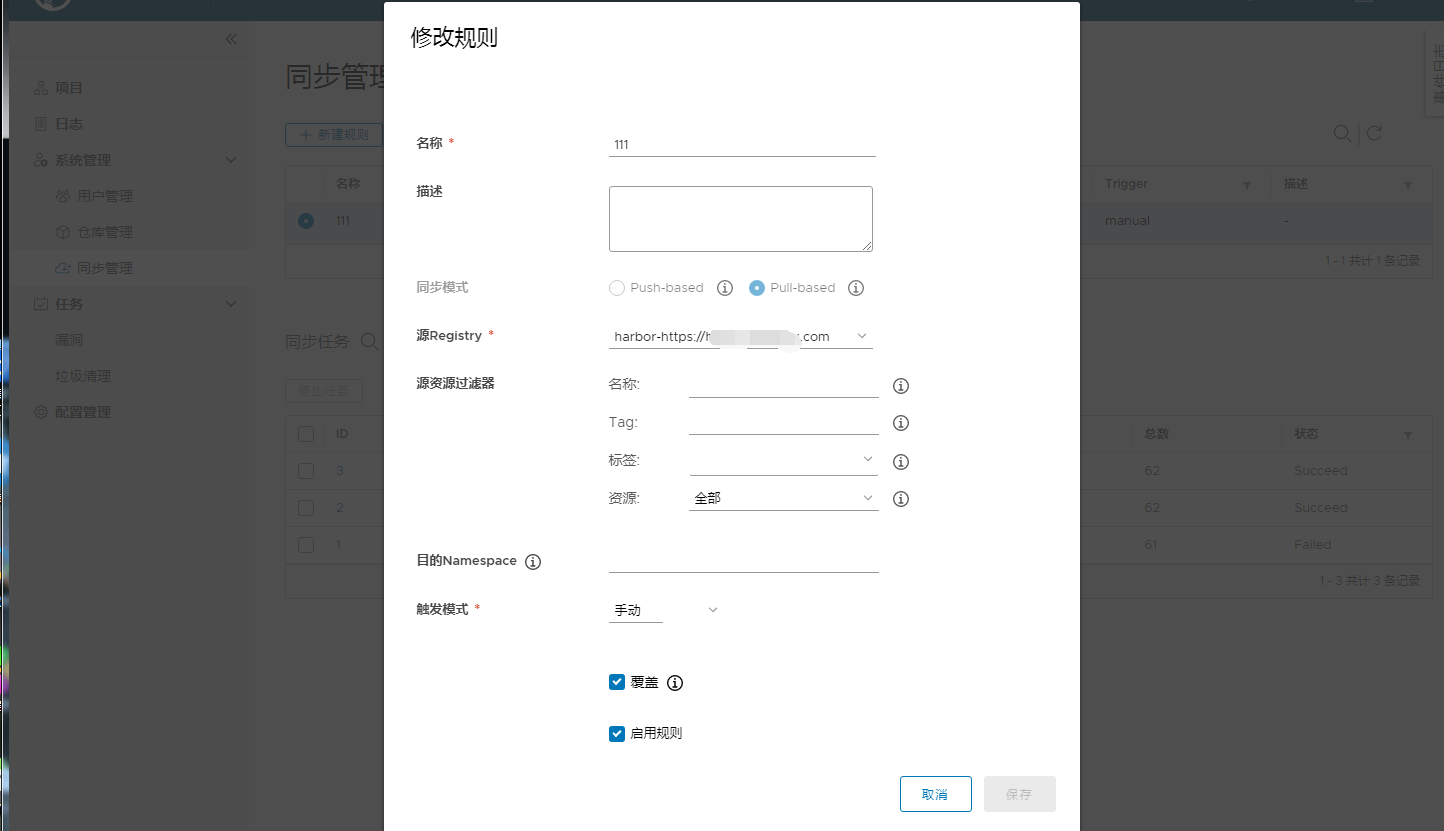 修改规则
名称 *
111
描述
同步模式
Push-based
Pull-based
源Registry *
harbor-https://h
.com
源资源过滤器
名称:
Tag:
标签:
资源:
全部
目的Namespace
触发模式 *
手动
覆盖
启用规则
取消
保存
项目
日志
系统管理
用户管理
仓库管理
同步管理
任务
漏洞
垃圾清理
配置管理
同步管理
新建规则
名称
Trigger
描述
111
manual
-
1 - 1 共计 1 条记录
同步任务
停止任务
ID
总数
状态
3
62
Succeed
2
62
Succeed
1
61
Failed
1 - 3 共计 3 条记录
事件日志